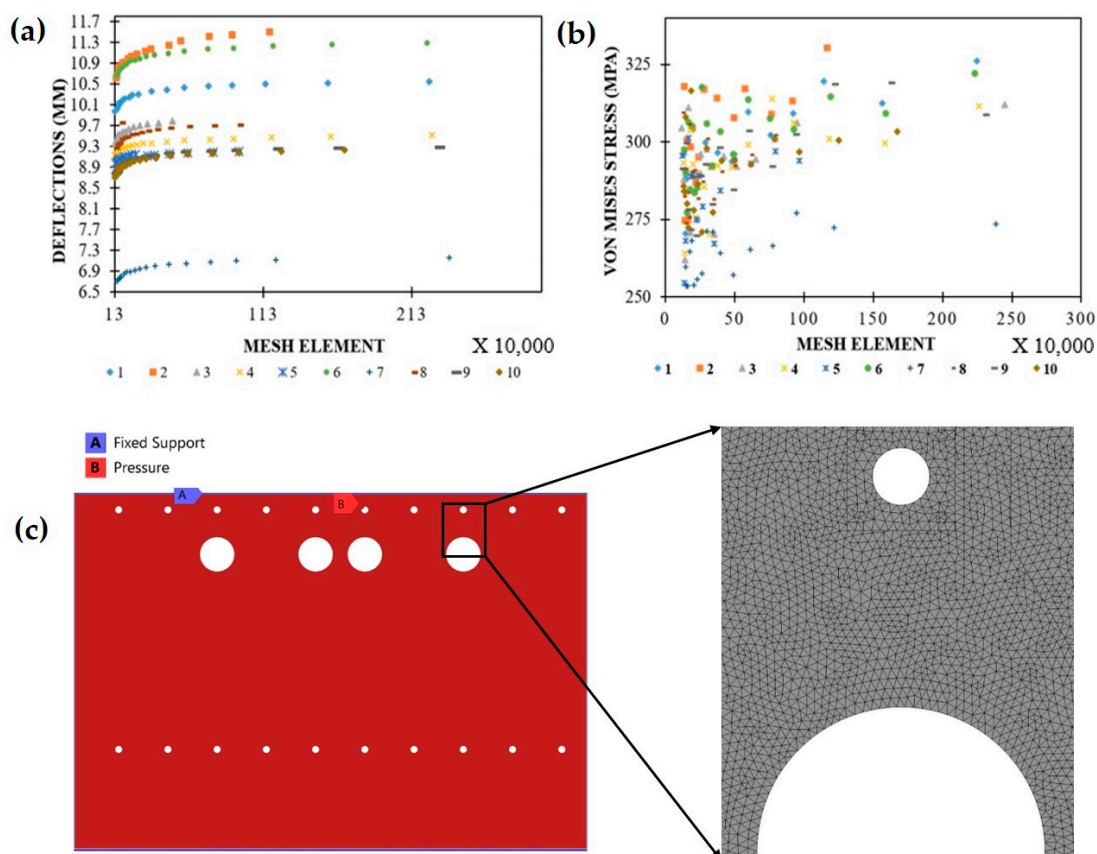 (a)
11.7
11.3
10.9
10.5
10.1
9.7
9.3
8.9
8.5
8.1
7.7
7.3
6.9
6.5
DEFLECTIONS (MM)
13 113 213
MESH ELEMENT X 10,000
1 2 3 4 5 6 7 8 9 10
(b)
325
300
275
250
VON MISES STRESS (MPA)
0 50 100 150 200 250 300
MESH ELEMENT X 10,000
1 2 3 4 5 6 7 8 9 10
A Fixed Support
B Pressure
A
B
(c)